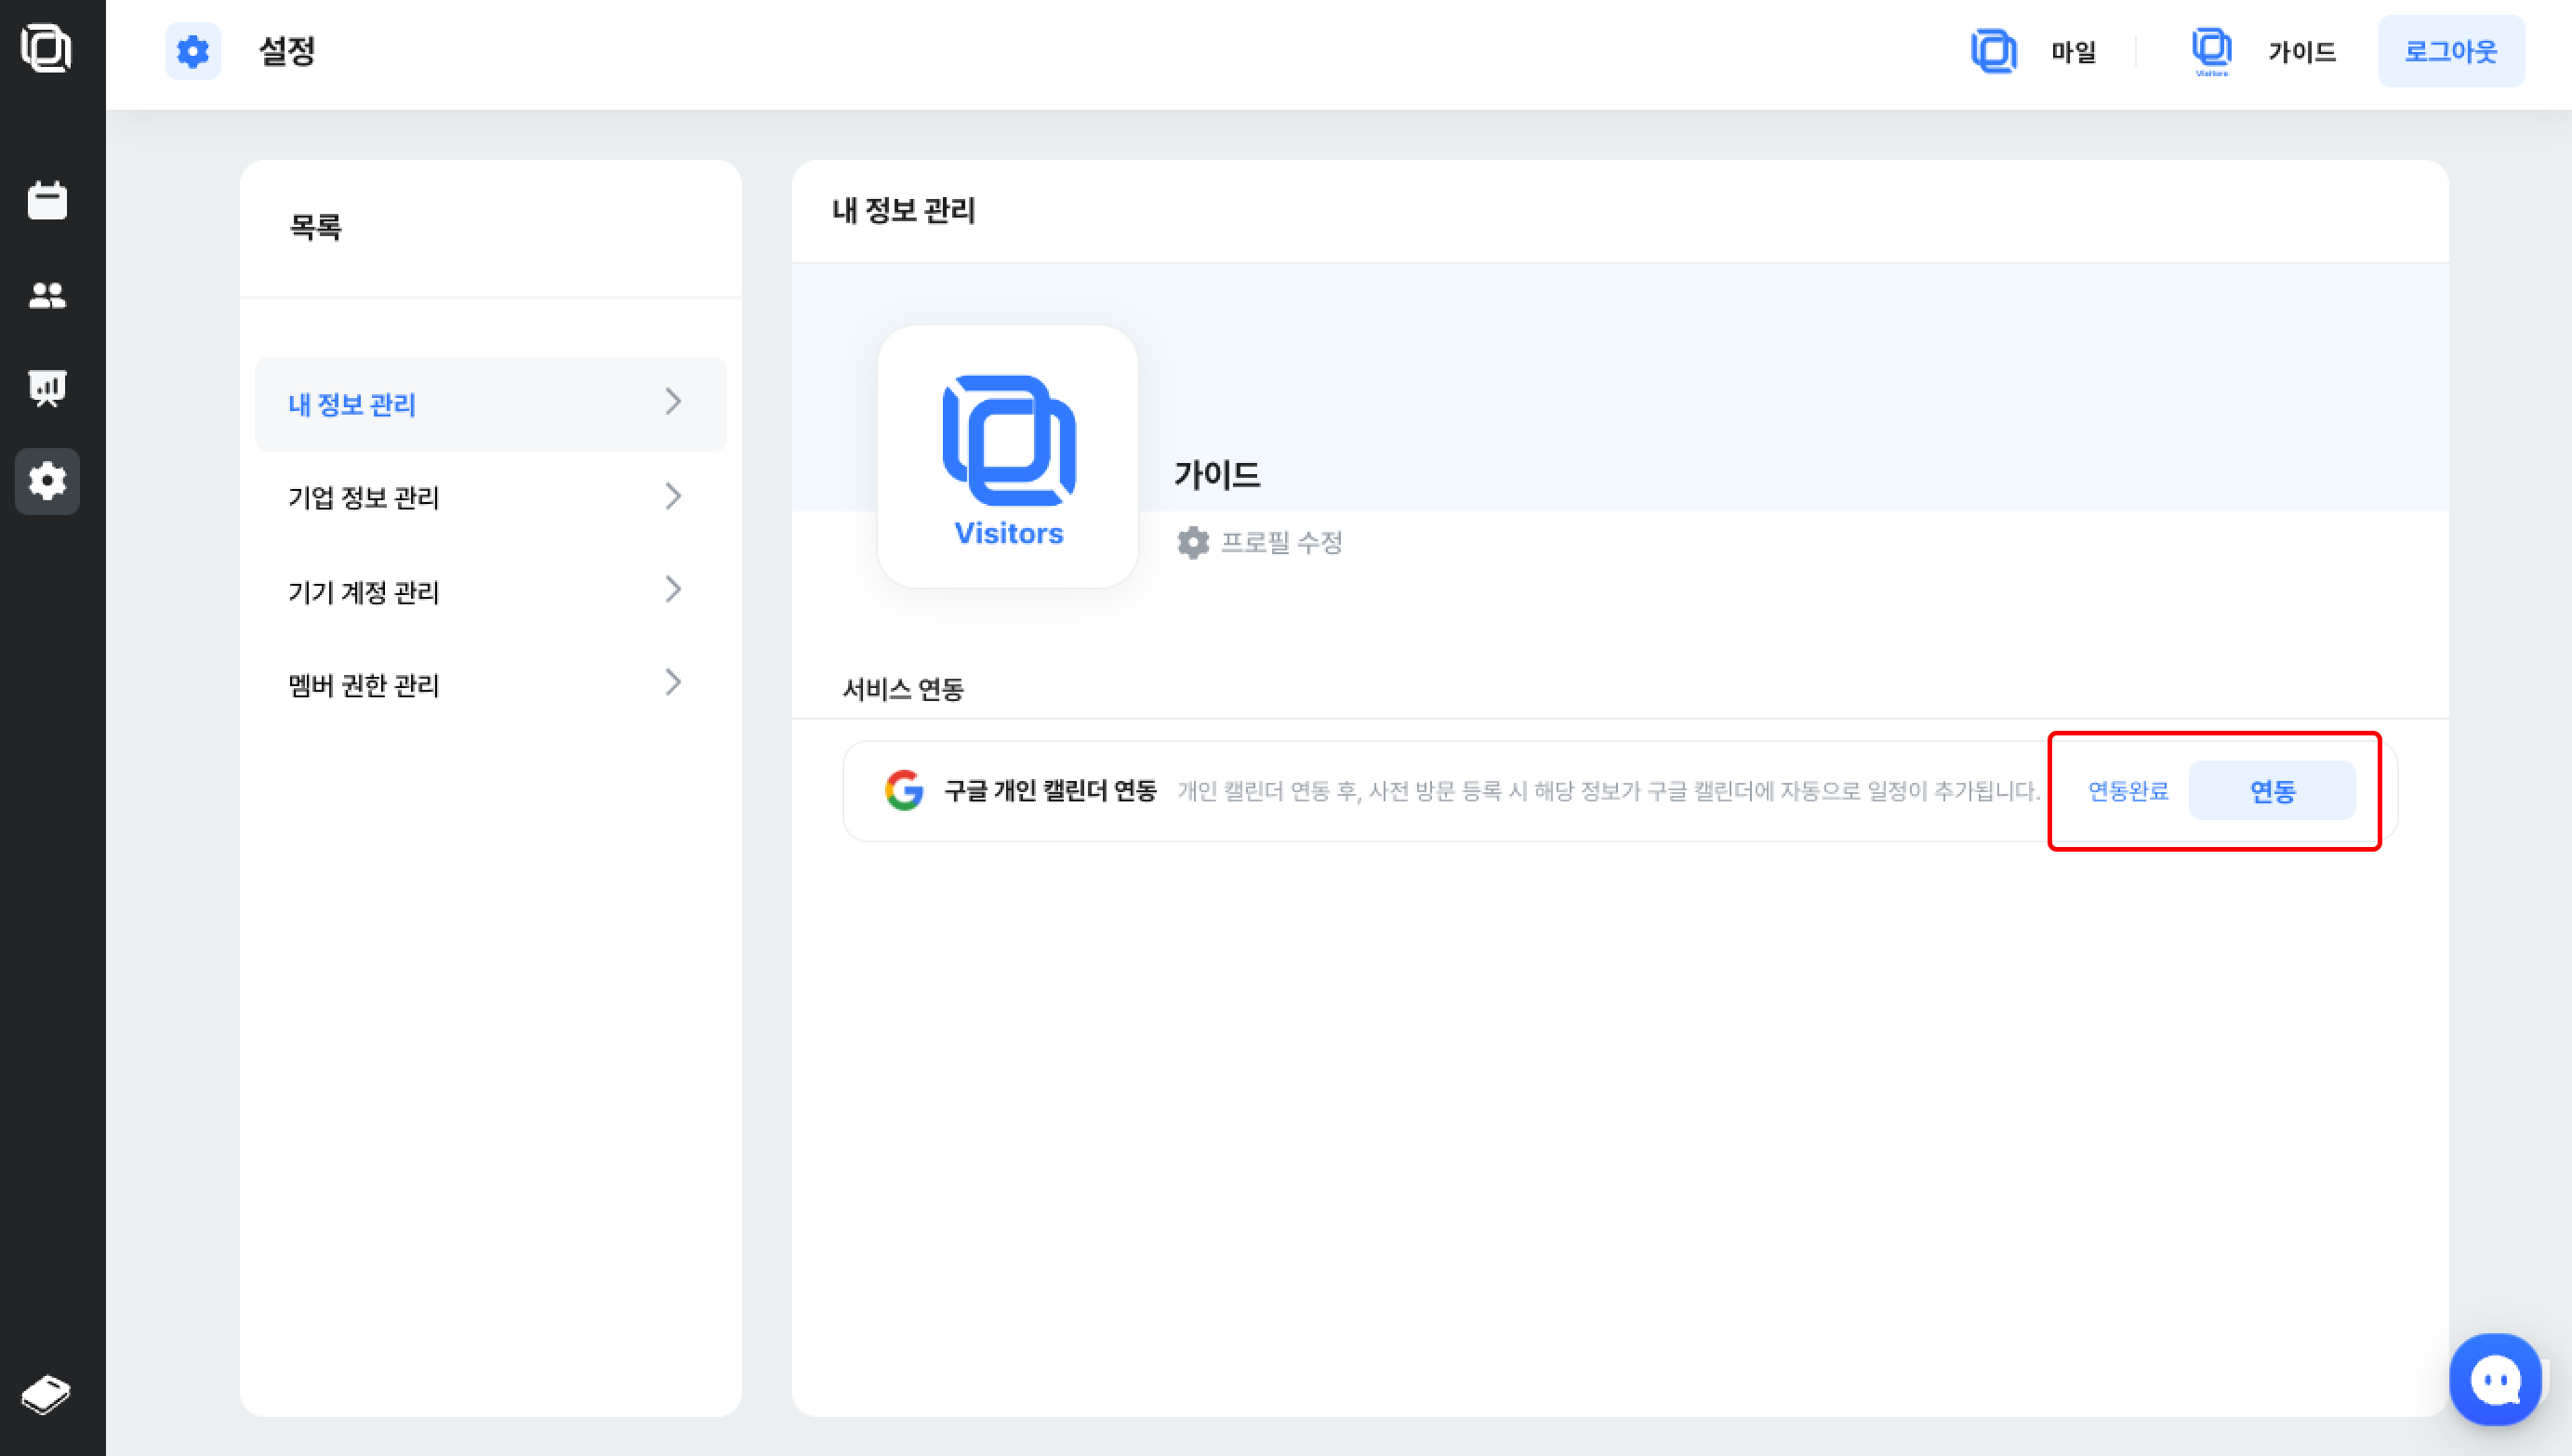 설정
마일
Visitors
가이드
로그아웃
목록
내 정보 관리
기업 정보 관리
기기 계정 관리
멤버 권한 관리
내 정보 관리
Visitors
가이드
프로필 수정
서비스 연동
구글 개인 캘린더 연동 개인 캘린더 연동 후, 사전 방문 등록 시 해당 정보가 구글 캘린더에 자동으로 일정이 추가됩니다. 연동완료 연동